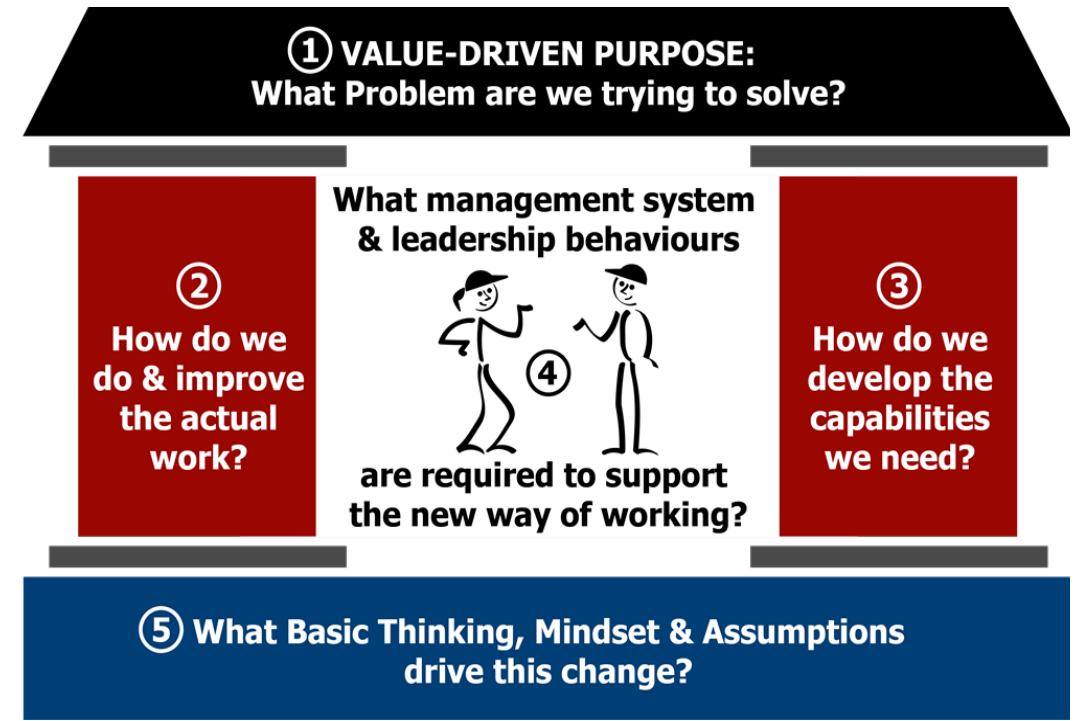 ① VALUE-DRIVEN PURPOSE:
What Problem are we trying to solve?
②
How do we
do & improve
the actual
work?
What management system
& leadership behaviours
④
are required to support
the new way of working?
③
How do we
develop the
capabilities
we need?
⑤ What Basic Thinking, Mindset & Assumptions
drive this change?